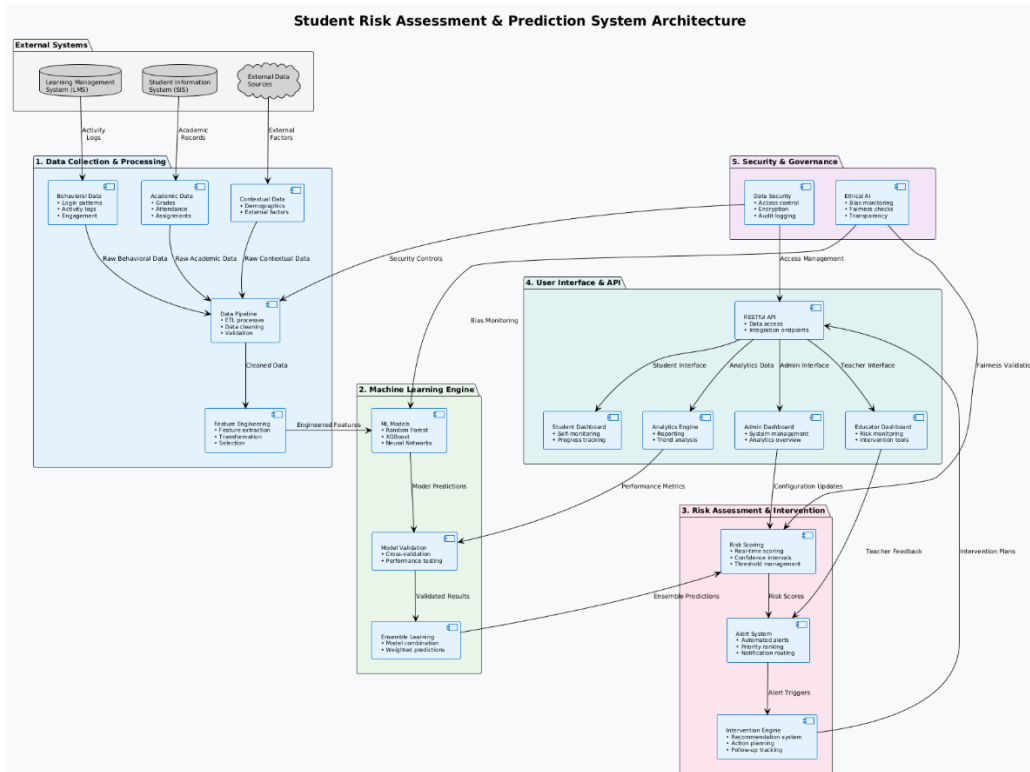 Student Risk Assessment & Prediction System Architecture
External Systems
Learning Management
System (LMS)
Student Information
System (SIS)
External Data
Sources
Activity
Logs
Academic
Records
External
Factors
1. Data Collection & Processing
Behavioral Data
• Login patterns
• Activity logs
• Engagement
Academic Data
• Grades
• Attendance
• Assignments
Contextual Data
• Demographics
• External factors
Raw Behavioral Data
Raw Academic Data
Raw Contextual Data
Security Controls
Data Pipeline
• ETL processes
• Data cleaning
• Validation
Cleaned Data
Feature Engineering
• Feature extraction
• Transformation
• Selection
Engineered Features
5. Security & Governance
Data Security
• Access control
• Encryption
• Audit logging
Ethical AI
• Bias monitoring
• Fairness checks
• Transparency
Access Management
Bias Monitoring
Fairness Validatio
4. User Interface & API
RESTful API
• Data access
• Integration endpoints
Student Interface
Analytics Data
Admin Interface
Teacher Interface
Student Dashboard
• Self-monitoring
• Progress tracking
Analytics Engine
• Reporting
• Trend analysis
Admin Dashboard
• System management
• Analytics overview
Educator Dashboard
• Risk monitoring
• Intervention tools
2. Machine Learning Engine
ML Models
• Random Forest
• XGBoost
• Neural Networks
Model Predictions
Performance Metrics
Configuration Updates
Model Validation
• Cross-validation
• Performance testing
Validated Results
Ensemble Learning
• Model combination
• Weighted predictions
Ensemble Predictions
3. Risk Assessment & Intervention
Risk Scoring
• Real-time scoring
• Confidence intervals
• Threshold management
Teacher Feedback
Intervention Plans
Risk Scores
Alert System
• Automated alerts
• Priority ranking
• Notification routing
Alert Triggers
Intervention Engine
• Recommendation system
• Action planning
• Follow-up tracking